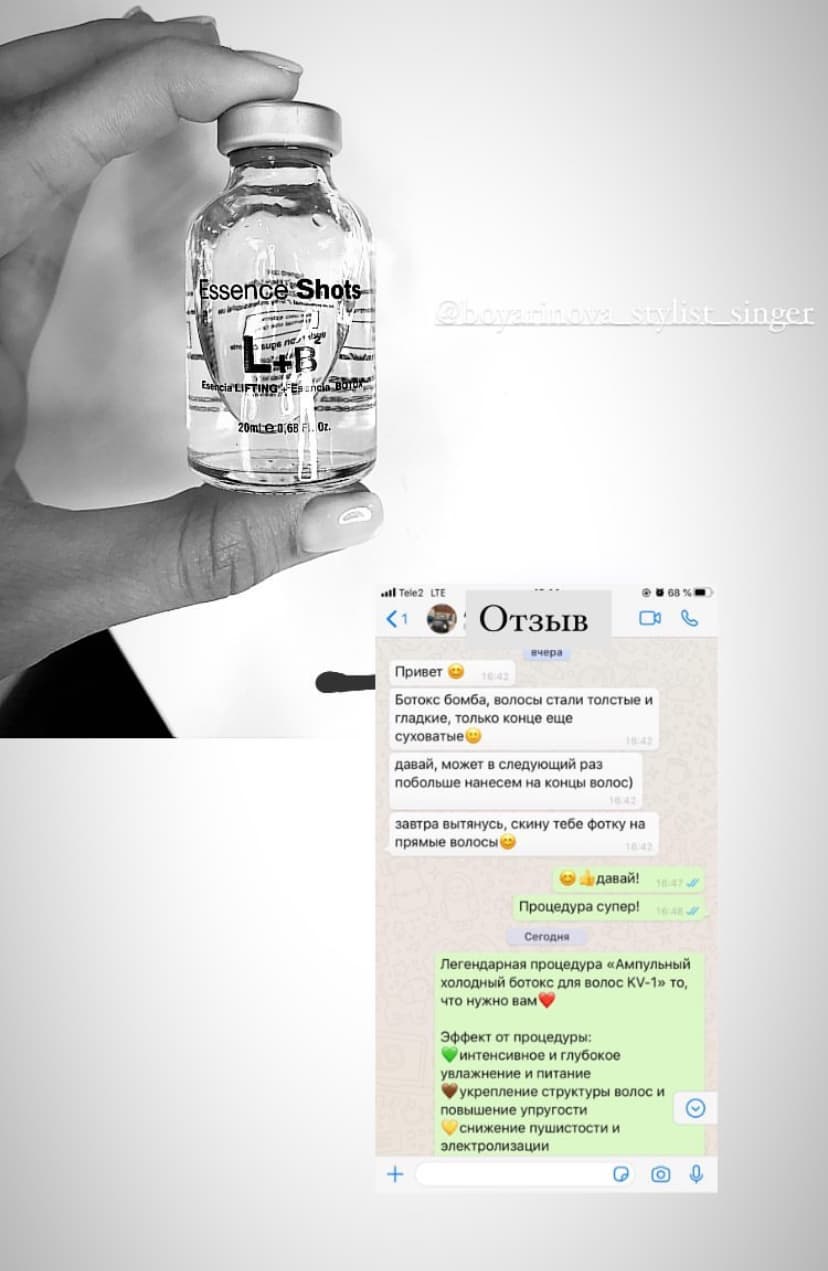 Essence Shots
L+B²
Esencia LIFTING + Esencia BOTOX
20ml e 0,68 Fl. Oz.
@boyarinova_stylist_singer
Tele2 LTE
68 %
1
Отзыв
вчера
Привет 😊
16:42
Ботокс бомба, волосы стали толстые и
гладкие, только конце еще
суховатые🙂
16:42
давай, может в следующий раз
побольше нанесем на концы волос)
16:42
завтра вытянусь, скину тебе фотку на
прямые волосы😊
16:42
😊👍давай!
16:47
Процедура супер!
16:48
Сегодня
Легендарная процедура «Ампульный
холодный ботокс для волос KV-1» то,
что нужно вам❤️
Эффект от процедуры:
💚интенсивное и глубокое
увлажнение и питание
🤎укрепление структуры волос и
повышение упругости
💛снижение пушистости и
электролизации